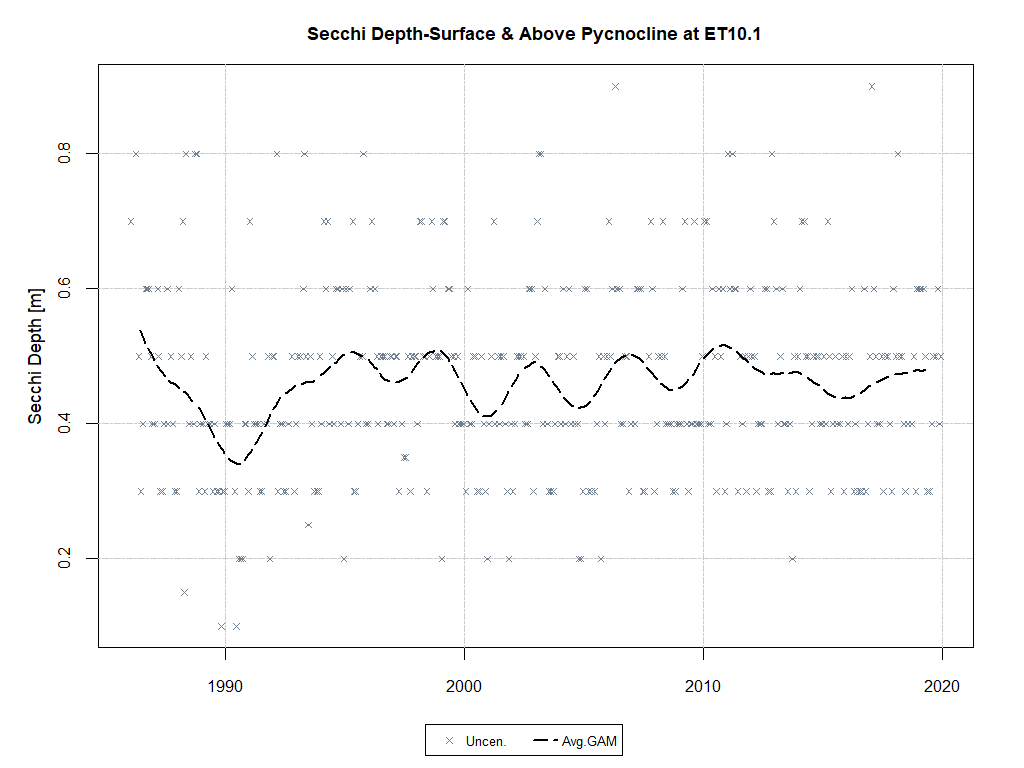 Secchi Depth-Surface & Above Pycnocline at ET10.1
Secchi Depth [m]
0.8
0.6
0.4
0.2
1990 2000 2010 2020
Uncen. Avg.GAM